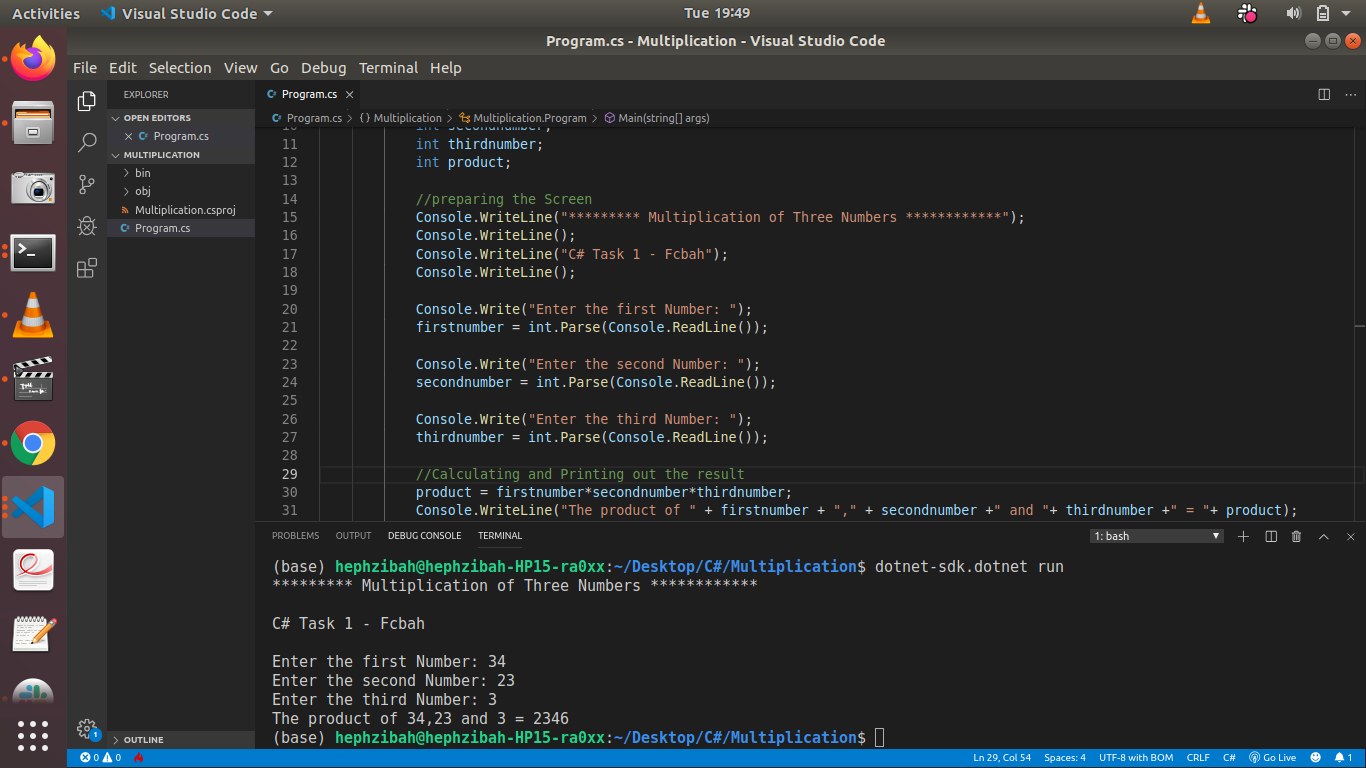 Activities Visual Studio Code Tue 19:49
Program.cs - Multiplication - Visual Studio Code
File Edit Selection View Go Debug Terminal Help
EXPLORER
OPEN EDITORS
Program.cs
MULTIPLICATION
bin
obj
Multiplication.csproj
Program.cs
OUTLINE
Program.cs
Program.cs > {} Multiplication > Multiplication.Program > Main(string[] args)
10 int secondnumber;
11 int thirdnumber;
12 int product;
13
14 //preparing the Screen
15 Console.WriteLine("********* Multiplication of Three Numbers ************");
16 Console.WriteLine();
17 Console.WriteLine("C# Task 1 - Fcbah");
18 Console.WriteLine();
19
20 Console.Write("Enter the first Number: ");
21 firstnumber = int.Parse(Console.ReadLine());
22
23 Console.Write("Enter the second Number: ");
24 secondnumber = int.Parse(Console.ReadLine());
25
26 Console.Write("Enter the third Number: ");
27 thirdnumber = int.Parse(Console.ReadLine());
28
29 //Calculating and Printing out the result
30 product = firstnumber*secondnumber*thirdnumber;
31 Console.WriteLine("The product of " + firstnumber + "," + secondnumber +" and "+ thirdnumber +" = "+ product);
PROBLEMS OUTPUT DEBUG CONSOLE TERMINAL 1: bash
(base) hephzibah@hephzibah-HP15-ra0xx:~/Desktop/C#/Multiplication$ dotnet-sdk.dotnet run
********* Multiplication of Three Numbers ************
C# Task 1 - Fcbah
Enter the first Number: 34
Enter the second Number: 23
Enter the third Number: 3
The product of 34,23 and 3 = 2346
(base) hephzibah@hephzibah-HP15-ra0xx:~/Desktop/C#/Multiplication$
1
0 0 Ln 29, Col 54 Spaces: 4 UTF-8 with BOM CRLF C# Go Live 1